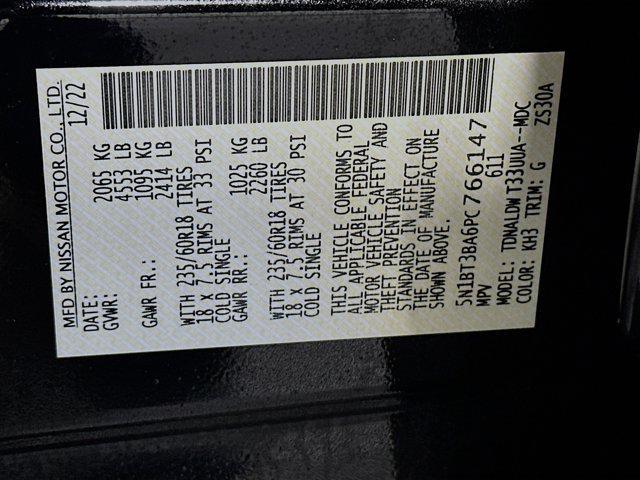 MFD BY NISSAN MOTOR CO., LTD.
DATE: 12/22
GVWR: 2065 KG
4553 LB
GAWR FR.: 1095 KG
2414 LB
WITH 235/60R18 TIRES
18 X 7.5 RIMS AT 33 PSI
COLD SINGLE
GAWR RR.: 1025 KG
2260 LB
WITH 235/60R18 TIRES
18 X 7.5 RIMS AT 30 PSI
COLD SINGLE
THIS VEHICLE CONFORMS TO
ALL APPLICABLE FEDERAL
MOTOR VEHICLE SAFETY AND
THEFT PREVENTION
STANDARDS IN EFFECT ON
THE DATE OF MANUFACTURE
SHOWN ABOVE.
5N1BT3BA6PC766147
MPV 611
MODEL: TDNALDW T33UUA--MDC
COLOR: KH3 TRIM: G ZS30A